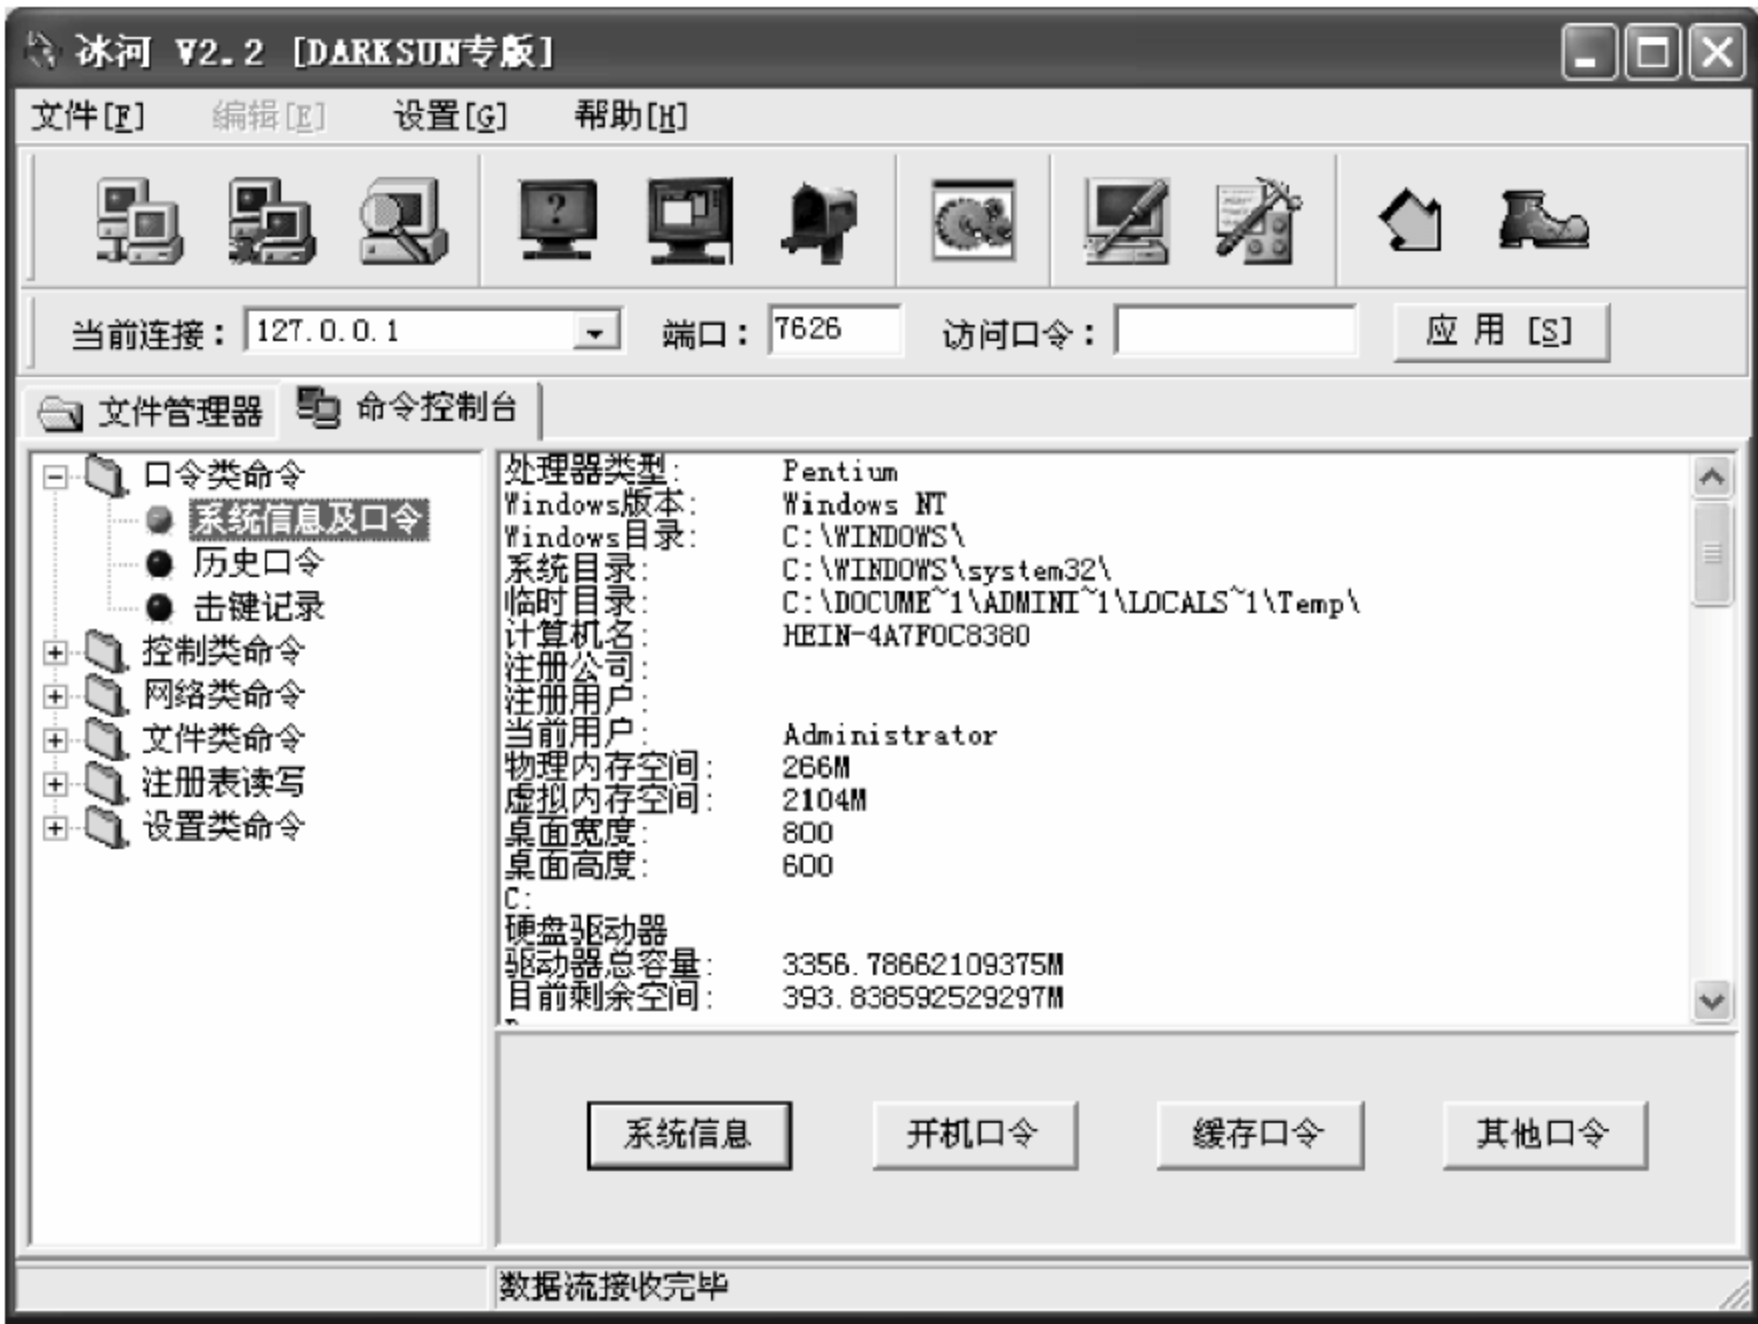 冰河 V2.2 [DARKSUN专版]
文件[F] 编辑[E] 设置[G] 帮助[H]
当前连接： 127.0.0.1 端口： 7626 访问口令： 应用 [S]
文件管理器 命令控制台
口令类命令
系统信息及口令
历史口令
击键记录
控制类命令
网络类命令
文件类命令
注册表读写
设置类命令
处理器类型: Pentium
Windows版本: Windows NT
Windows目录: C:\WINDOWS\
系统目录: C:\WINDOWS\system32\
临时目录: C:\DOCUME~1\ADMINI~1\LOCALS~1\Temp\
计算机名: HEIN-4A7F0C8380
注册公司:
注册用户:
当前用户: Administrator
物理内存空间: 266M
虚拟内存空间: 2104M
桌面宽度: 800
桌面高度: 600
C:
硬盘驱动器
驱动器总容量: 3356.78662109375M
目前剩余空间: 393.838592529297M
系统信息 开机口令 缓存口令 其他口令
数据流接收完毕